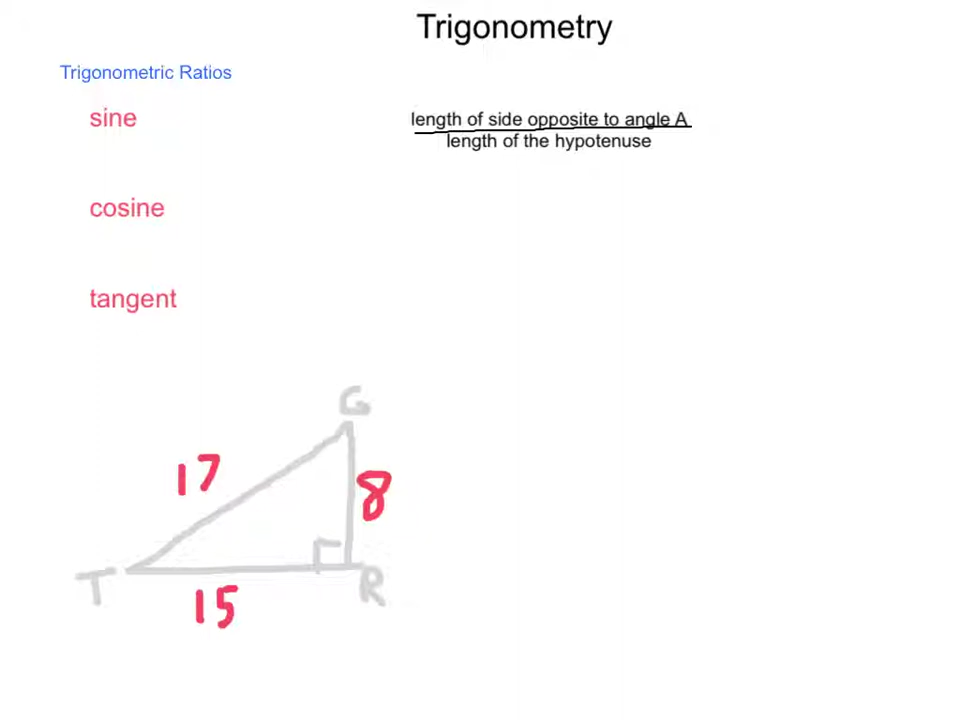 Trigonometry
Trigonometric Ratios
sine
length of side opposite to angle A
length of the hypotenuse
cosine
tangent
G
17
8
T
R
15